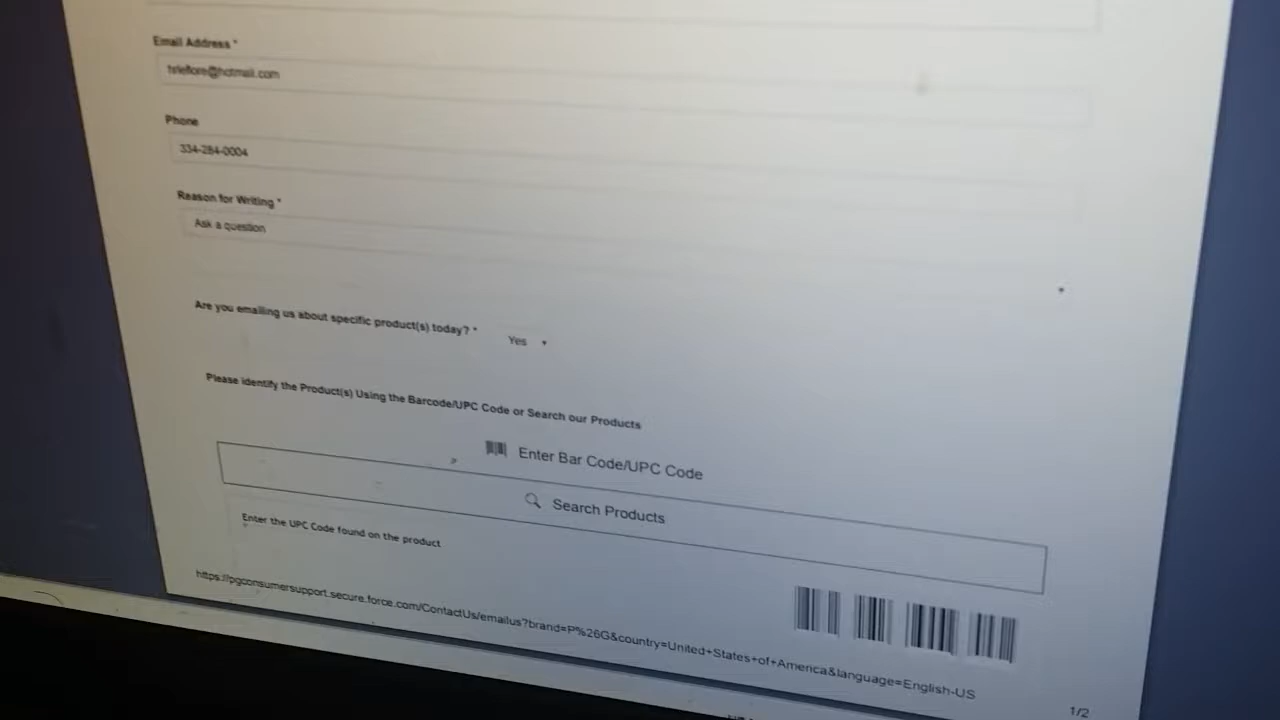 Email Address *
Phone
334-284-0004
Reason for Writing *
Ask a question
Are you emailing us about specific product(s) today? *
Yes
Please identify the Product(s) Using the Barcode/UPC Code or Search our Products
Enter Bar Code/UPC Code
Search Products
Enter the UPC Code found on the product
https://pgconsumersupport.secure.force.com/ContactUs/emailus?brand=P%26G&country=United+States+of+America&language=English-US
1/2